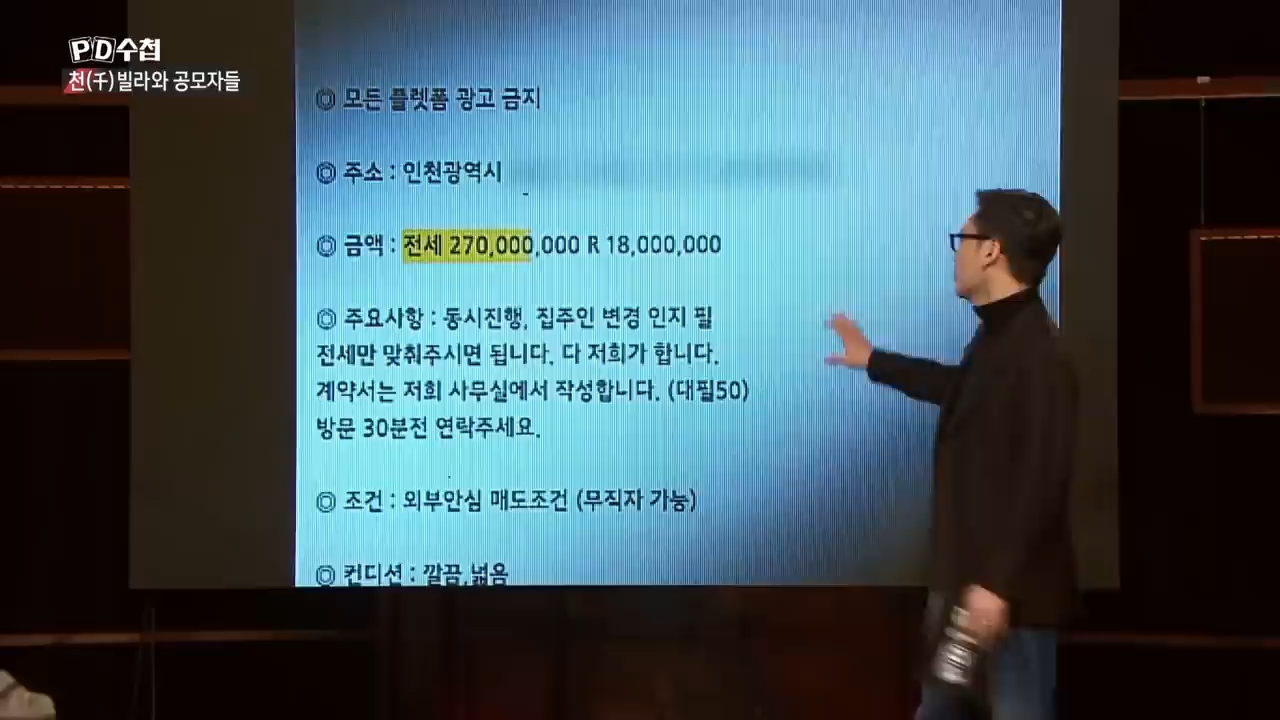 PD수첩
천(千)빌라와 공모자들
◎ 모든 플렛폼 광고 금지
◎ 주소 : 인천광역시
◎ 금액 : 전세 270,000,000 R 18,000,000
◎ 주요사항 : 동시진행, 집주인 변경 인지 필
전세만 맞춰주시면 됩니다. 다 저희가 합니다.
계약서는 저희 사무실에서 작성합니다. (대필50)
방문 30분전 연락주세요.
◎ 조건 : 외부안심 매도조건 (무직자 가능)
◎ 컨디션 : 깔끔,넓음